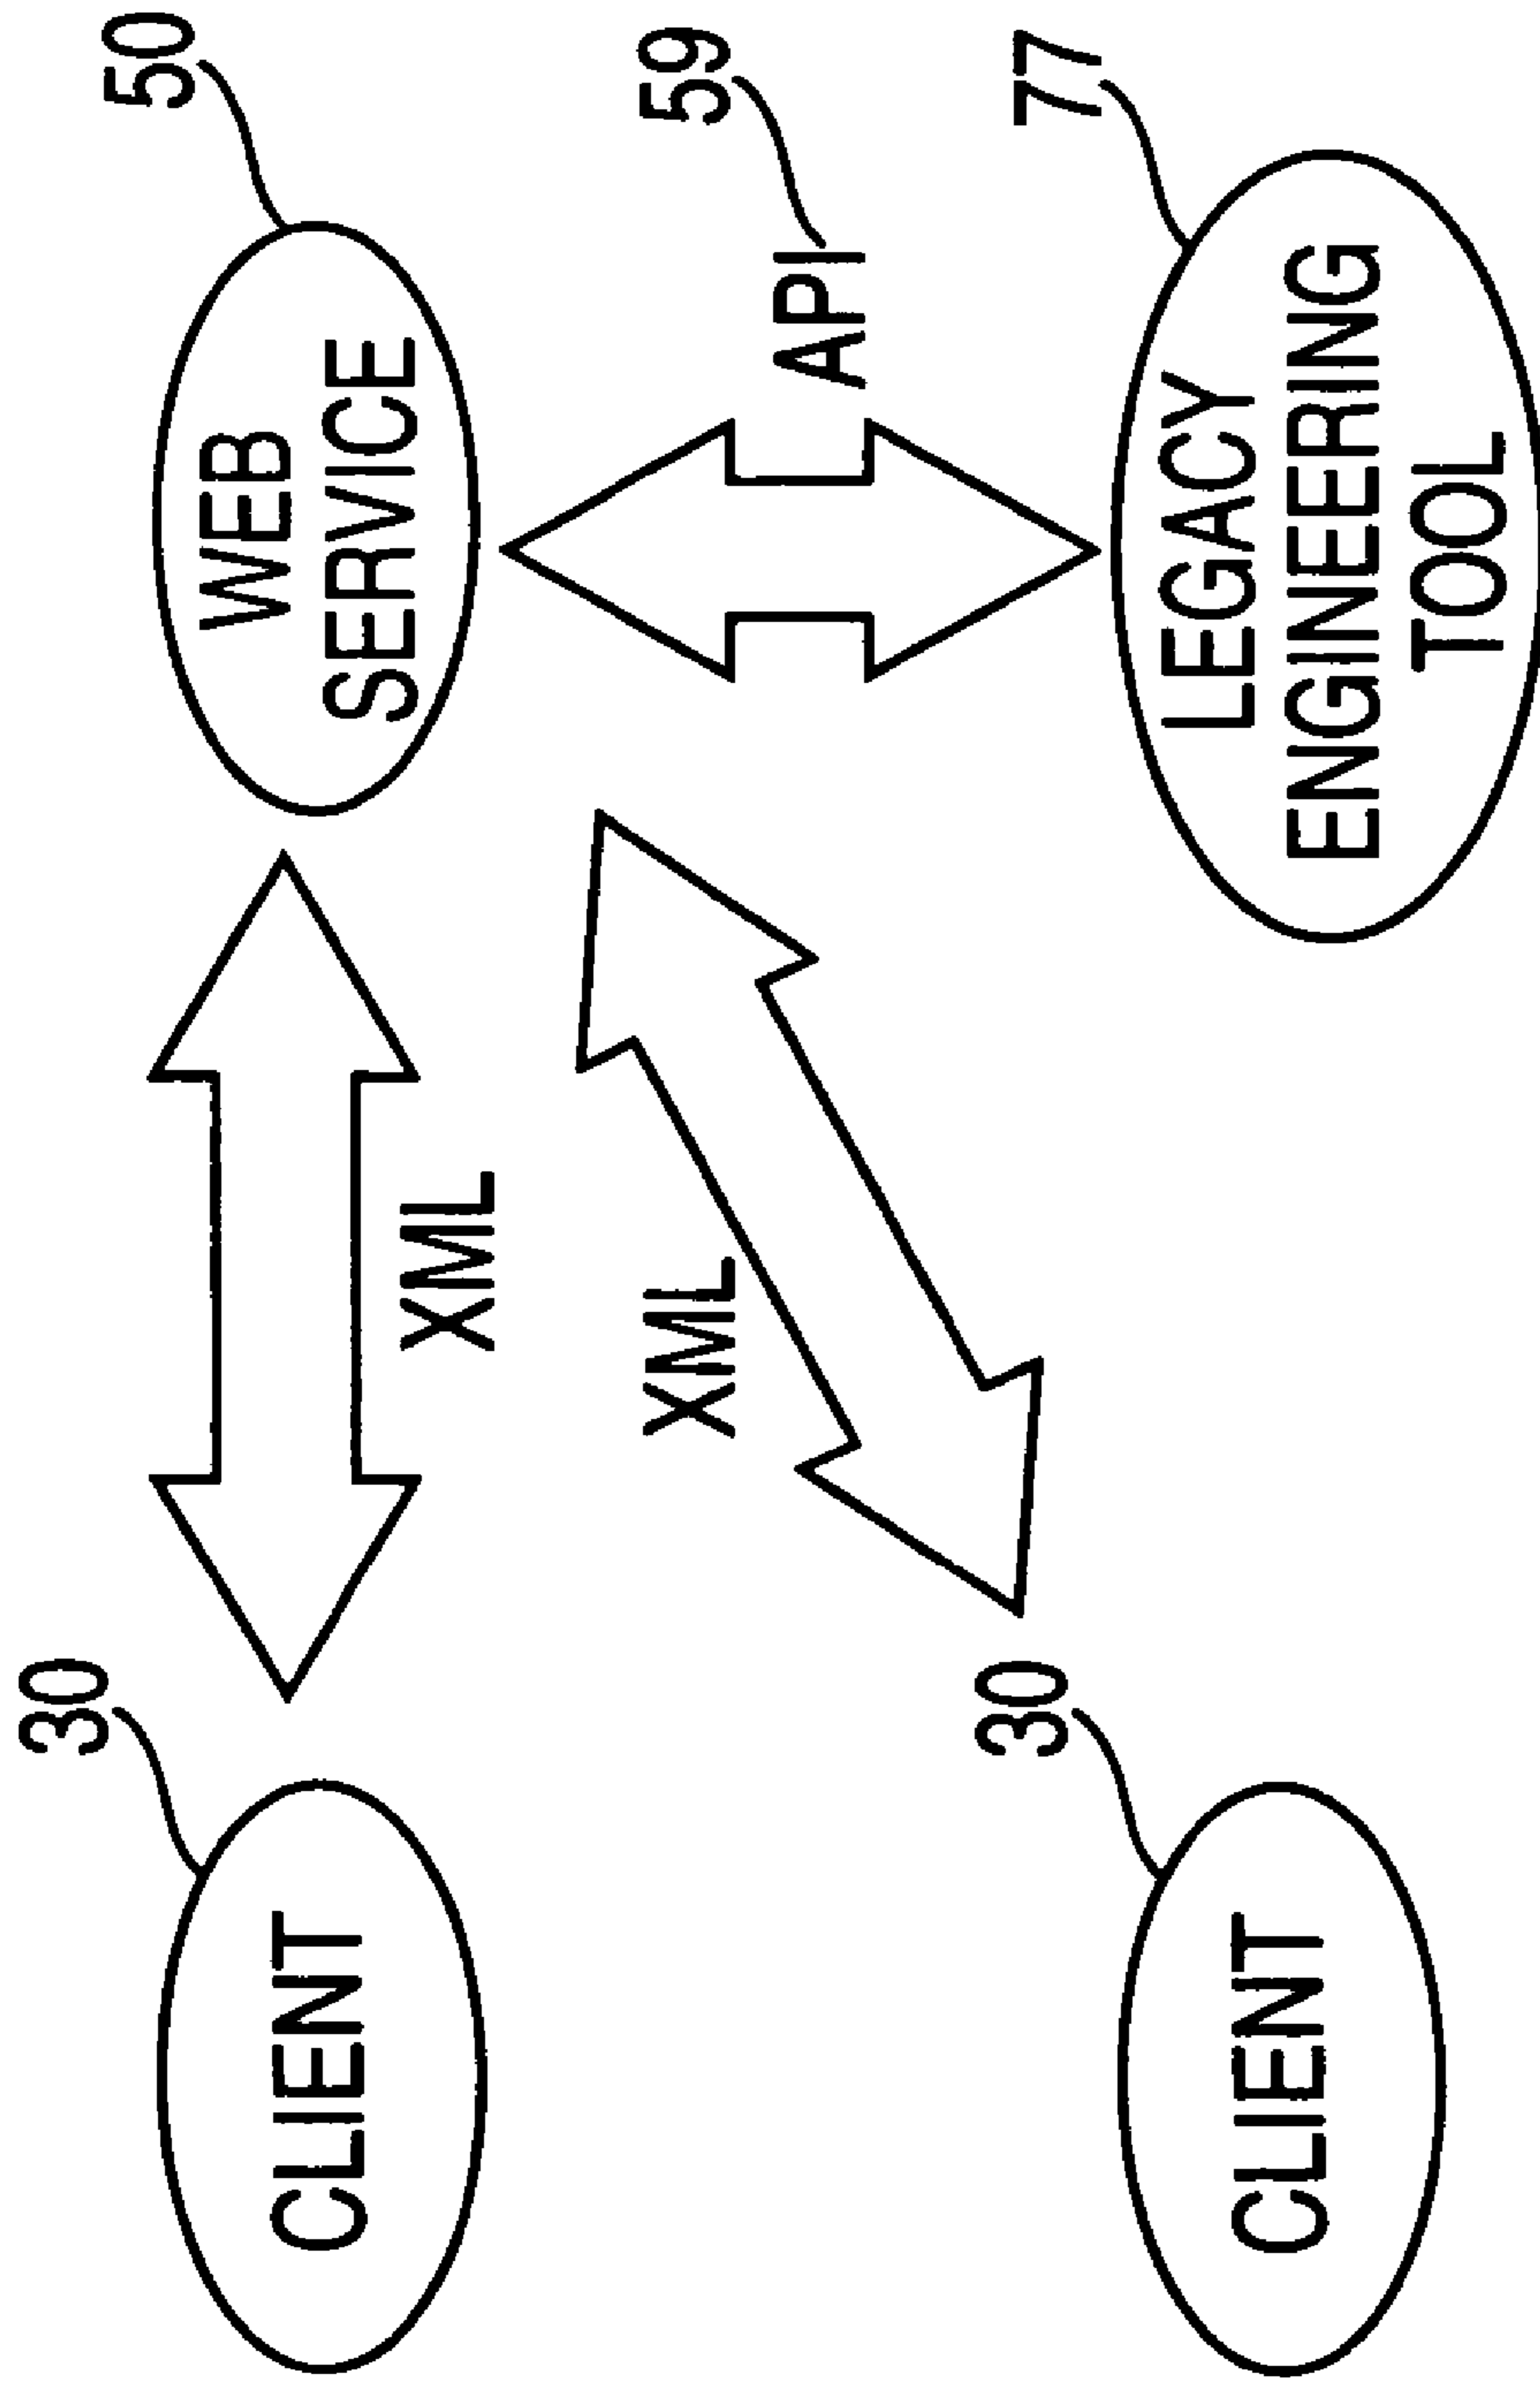 30
50
CLIENT
WEB
SERVICE
XML
XML
59
API
30
77
CLIENT
LEGACY
ENGINEERING
TOOL